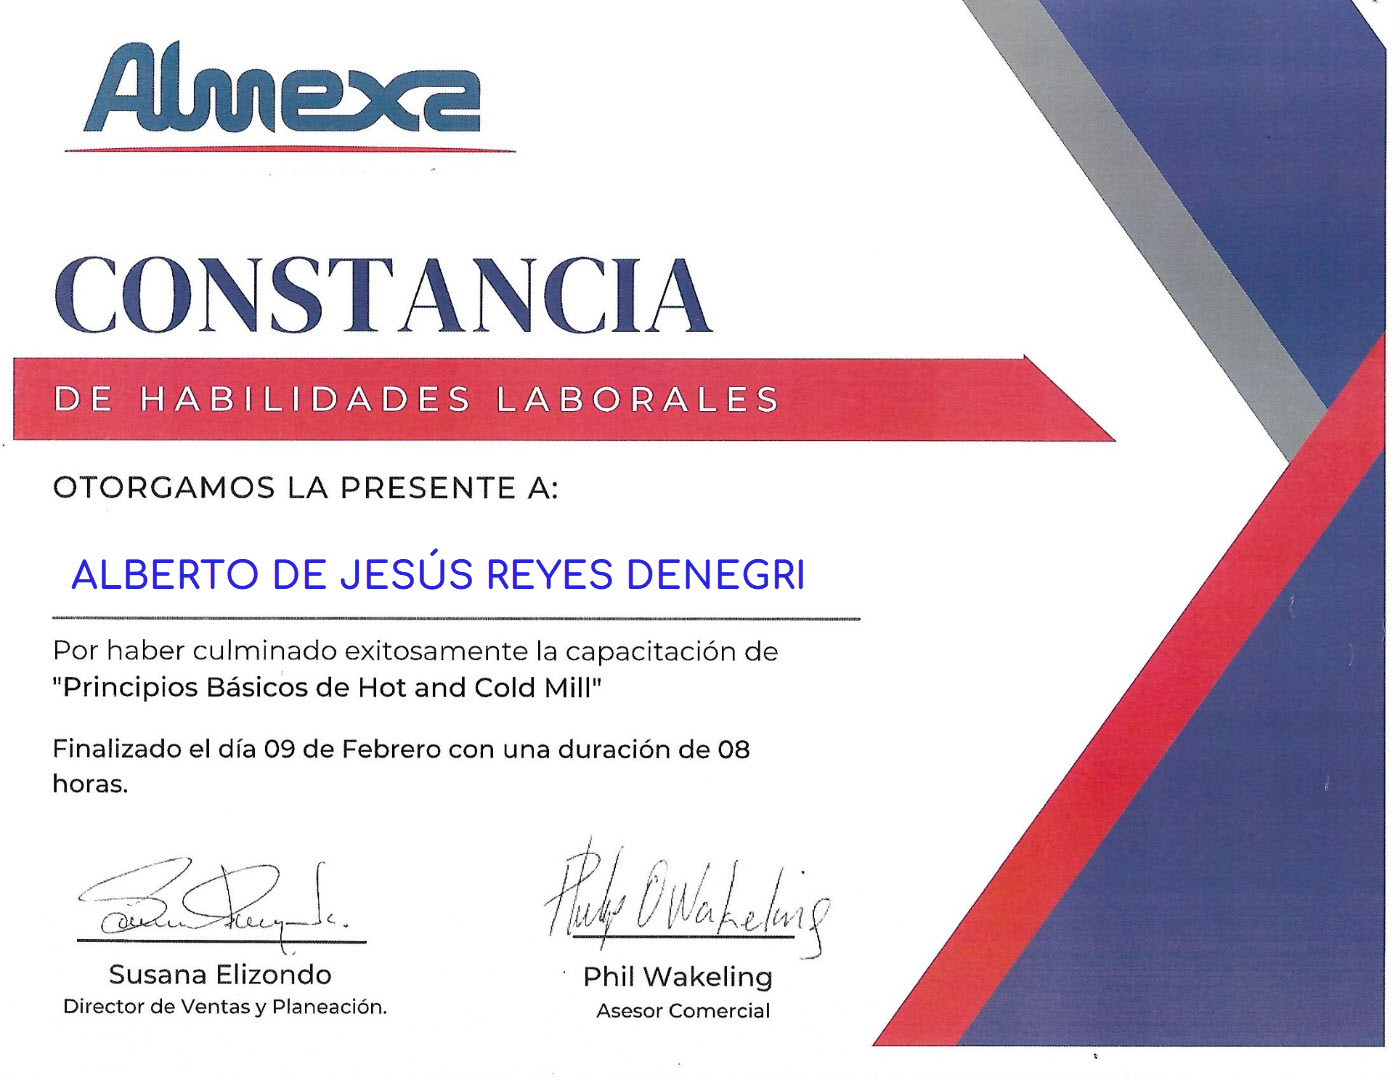 Almexa
CONSTANCIA
DE HABILIDADES LABORALES
OTORGAMOS LA PRESENTE A:
ALBERTO DE JESÚS REYES DENEGRI
Por haber culminado exitosamente la capacitación de
"Principios Básicos de Hot and Cold Mill"
Finalizado el día 09 de Febrero con una duración de 08
horas.
Philip O Wakeling
Susana Elizondo
Director de Ventas y Planeación.
Phil Wakeling
Asesor Comercial